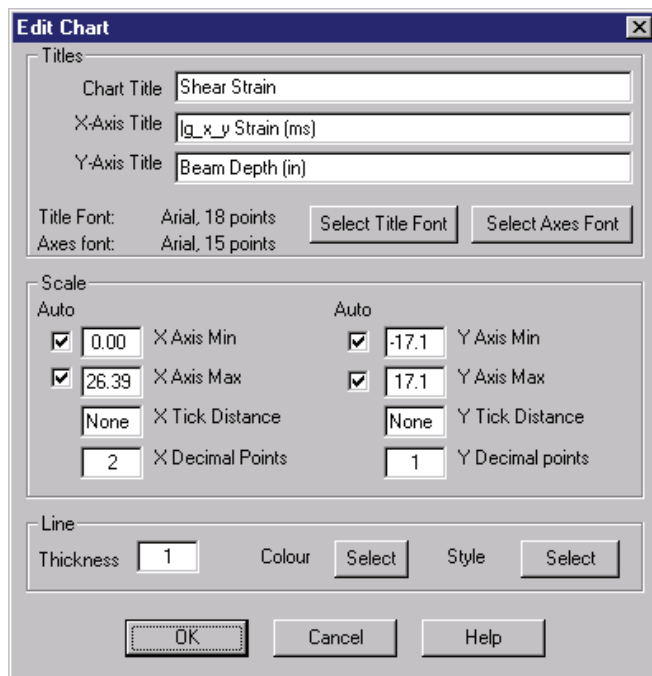 Edit Chart
Titles
Chart Title Shear Strain
X-Axis Title lg_x_y Strain (ms)
Y-Axis Title Beam Depth (in)
Title Font: Arial, 18 points Select Title Font Select Axes Font
Axes font: Arial, 15 points
Scale
Auto Auto
0.00 X Axis Min -17.1 Y Axis Min
26.39 X Axis Max 17.1 Y Axis Max
None X Tick Distance None Y Tick Distance
2 X Decimal Points 1 Y Decimal points
Line
Thickness 1 Colour Select Style Select
OK Cancel Help